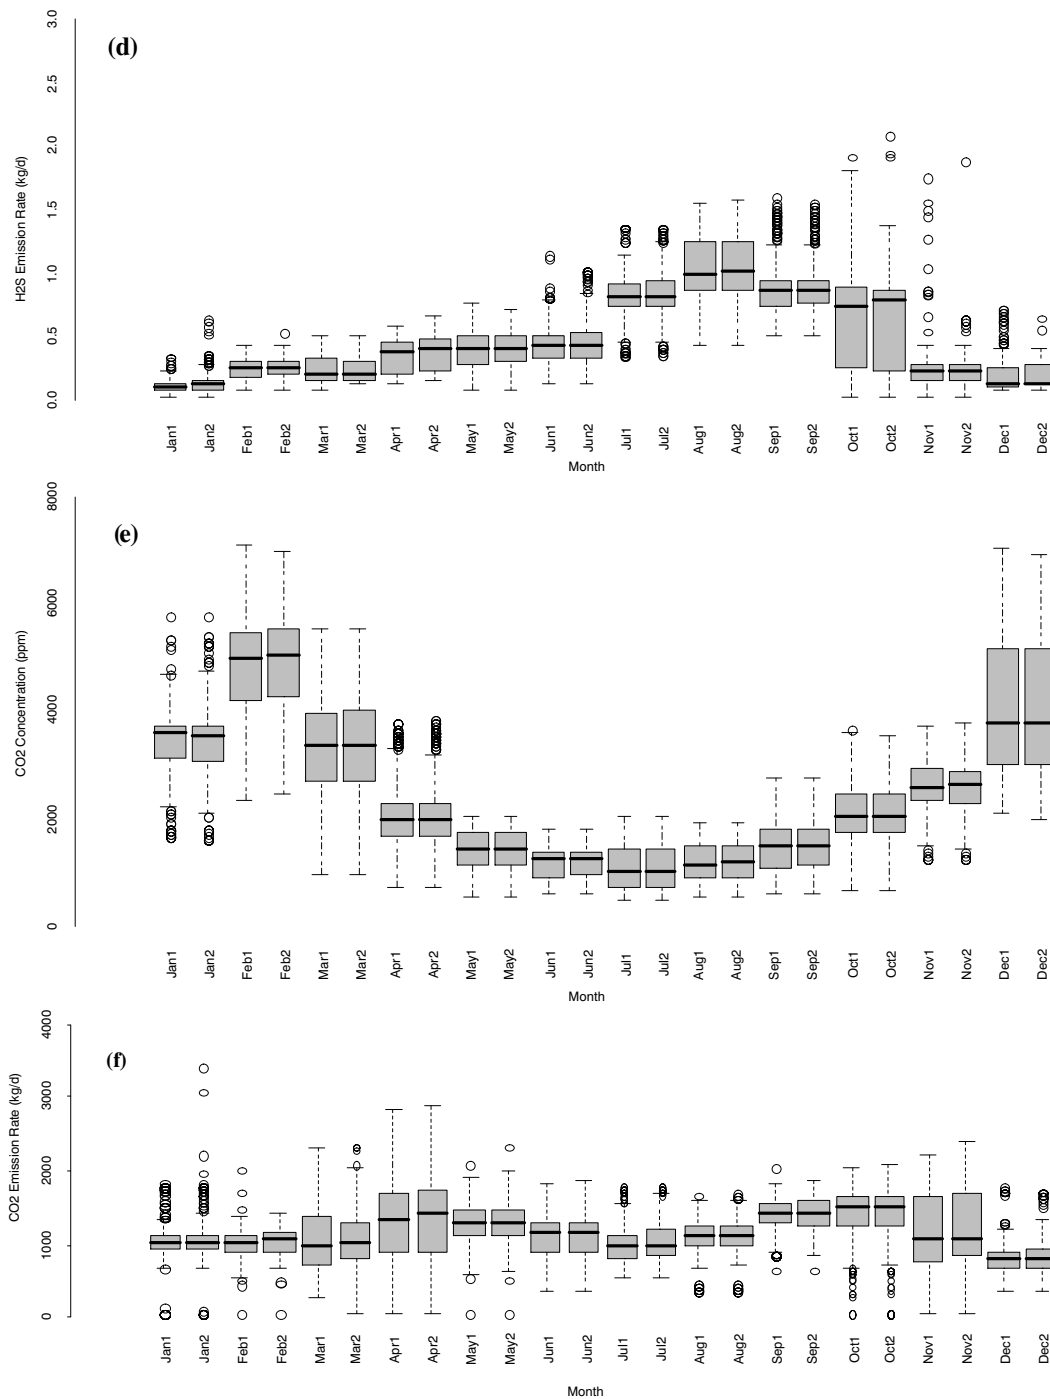 (d)
H2S Emission Rate (kg/d)
3.0
2.5
2.0
1.5
1.0
0.5
0.0
Jan1 Jan2 Feb1 Feb2 Mar1 Mar2 Apr1 Apr2 May1 May2 Jun1 Jun2 Jul1 Jul2 Aug1 Aug2 Sep1 Sep2 Oct1 Oct2 Nov1 Nov2 Dec1 Dec2
Month
(e)
CO2 Concentration (ppm)
8000
6000
4000
2000
0
Jan1 Jan2 Feb1 Feb2 Mar1 Mar2 Apr1 Apr2 May1 May2 Jun1 Jun2 Jul1 Jul2 Aug1 Aug2 Sep1 Sep2 Oct1 Oct2 Nov1 Nov2 Dec1 Dec2
Month
(f)
CO2 Emission Rate (kg/d)
4000
3000
2000
1000
0
Jan1 Jan2 Feb1 Feb2 Mar1 Mar2 Apr1 Apr2 May1 May2 Jun1 Jun2 Jul1 Jul2 Aug1 Aug2 Sep1 Sep2 Oct1 Oct2 Nov1 Nov2 Dec1 Dec2
Month